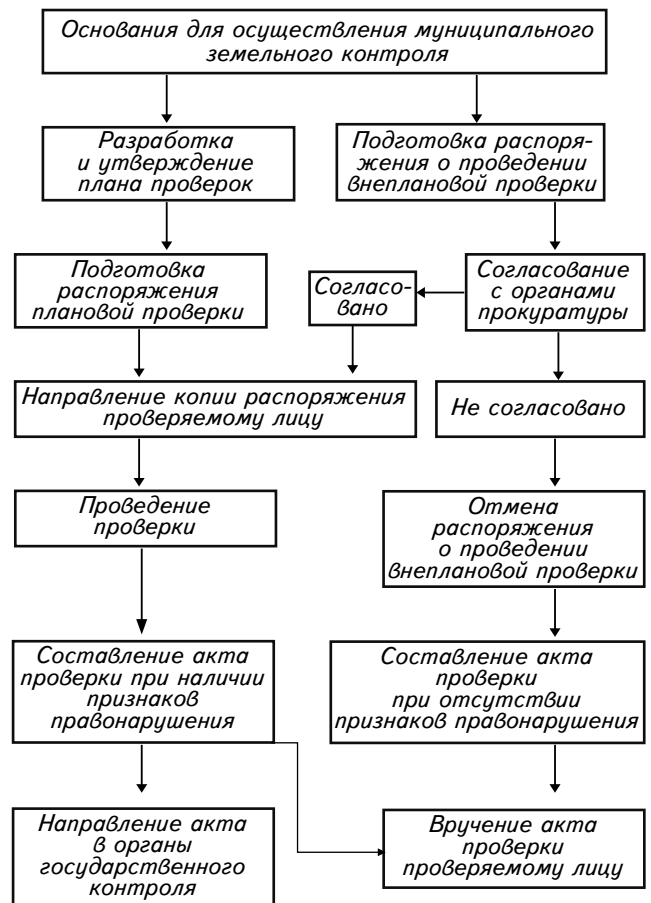 Основания для осуществления муниципального
земельного контроля
Разработка
и утверждение
плана проверок
Подготовка распоря-
жения о проведении
внеплановой проверки
Подготовка
распоряжения
плановой проверки
Согласо-
вано
Согласование
с органами
прокуратуры
Направление копии распоряжения
проверяемому лицу
Не согласовано
Проведение
проверки
Отмена
распоряжения
о проведении
внеплановой проверки
Составление акта
проверки при наличии
признаков
правонарушения
Составление акта
проверки
при отсутствии
признаков правонарушения
Направление акта
в органы
государственного
контроля
Вручение акта
проверки
проверяемому лицу